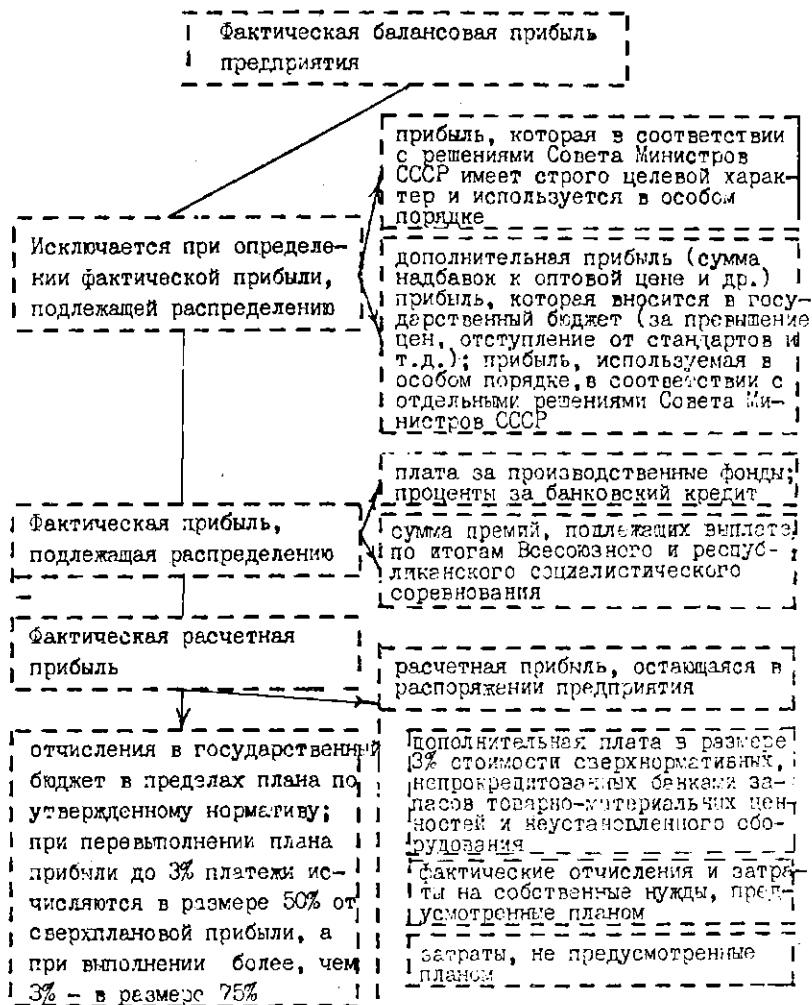 Фактическая балансовая прибыль
предприятия
прибыль, которая в соответствии
с решениями Совета Министров
СССР имеет строго целевой харак-
тер и используется в особом
порядке
Исключается при определе-
нии фактической прибыли,
подлежащей распределению
дополнительная прибыль (сумма
надбавок к оптовой цене и др.)
прибыль, которая вносится в госу-
дарственный бюджет (за превышение
цен, отступление от стандартов и
т.д.); прибыль, используемая в
особом порядке, в соответствии с
отдельными решениями Совета Ми-
нистров СССР
плата за производственные фонды;
проценты за банковский кредит
Фактическая прибыль,
подлежащая распределению
сумма премий, подлежащих выплате
по итогам Всесоюзного и респуб-
ликанского социалистического
соревнования
Фактическая расчетная
прибыль
расчетная прибыль, остающаяся в
распоряжении предприятия
отчисления в государственный
бюджет в пределах плана по
утвержденному нормативу;
при перевыполнении плана
прибыли до 3% платежи ис-
числяются в размере 50% от
сверхплановой прибыли, а
при выполнении более, чем
3% - в размере 75%
дополнительная плата в размере
3% стоимости сверхнормативных,
непрокредитованных банками за-
пасов товарно-материальных цен-
ностей и неустановленного обо-
рудования
фактические отчисления и затра-
ты на собственные нужды, пред-
усмотренные планом
затраты, не предусмотренные
планом